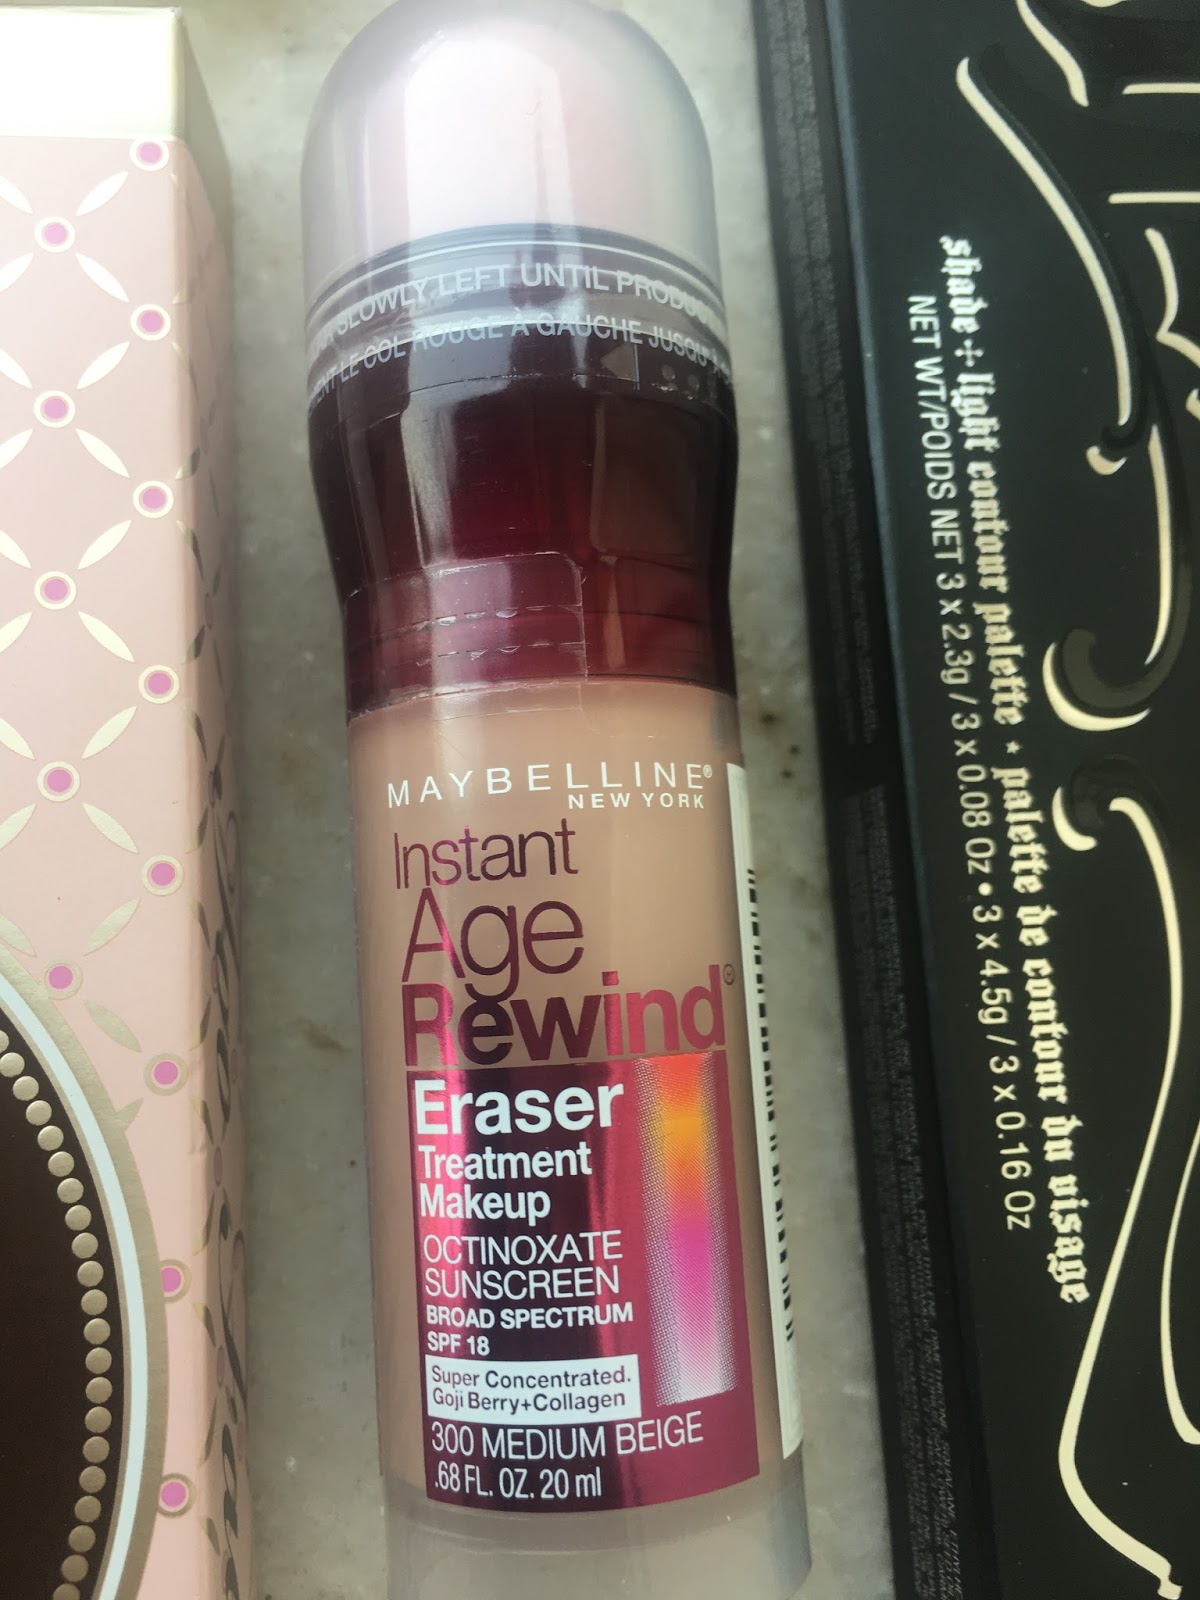 SLOWLY LEFT UNTIL
LE COL ROUGE À GAUCHE
MAYBELLINE®
NEW YORK
Instant
Age
Rewind®
Eraser
Treatment
Makeup
OCTINOXATE
SUNSCREEN
BROAD SPECTRUM
SPF 18
Super Concentrated.
Goji Berry+Collagen
300 MEDIUM BEIGE
.68 FL. OZ. 20 ml
shade + light contour palette * palette de contour du visage
NET WT/POIDS NET 3 x 2.3g / 3 x 0.08 Oz • 3 x 4.5g / 3 x 0.16 Oz